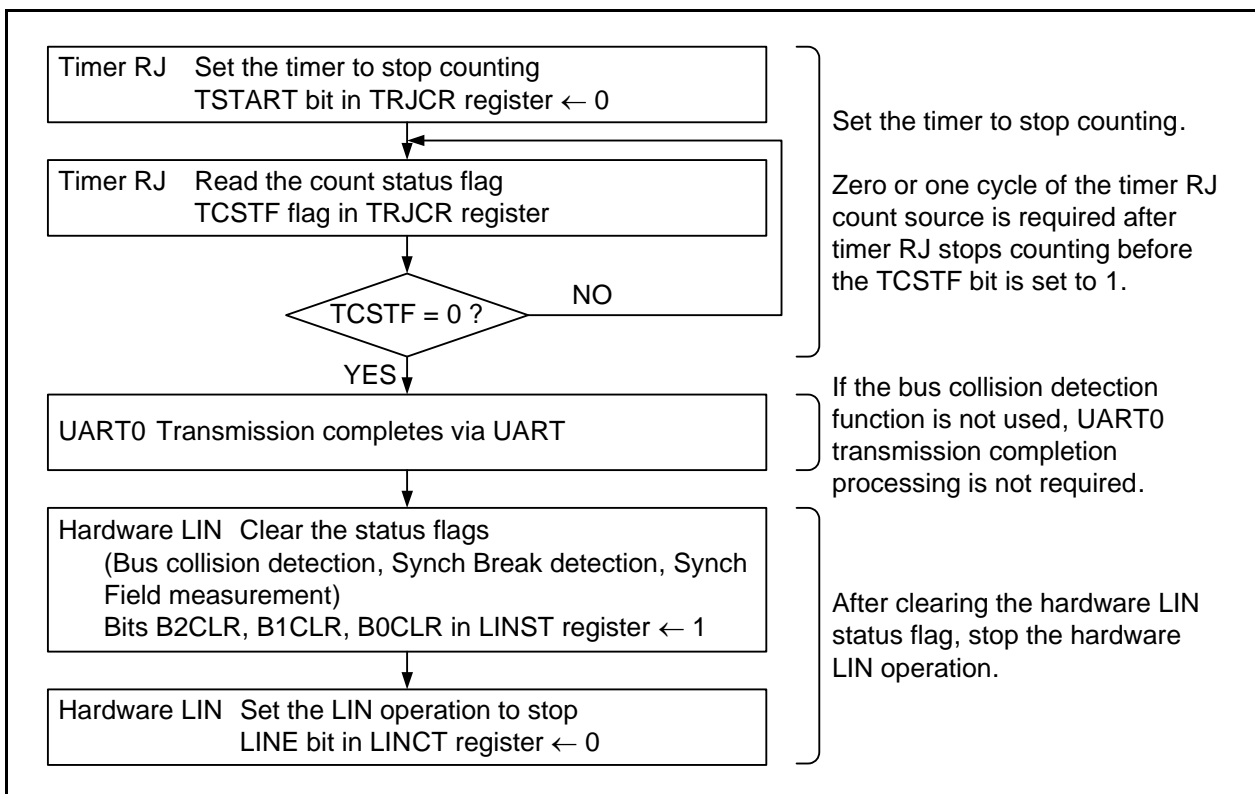 Timer RJ Set the timer to stop counting
TSTART bit in TRJCR register ← 0
Timer RJ Read the count status flag
TCSTF flag in TRJCR register
TCSTF = 0 ?
NO
YES
Set the timer to stop counting.
Zero or one cycle of the timer RJ
count source is required after
timer RJ stops counting before
the TCSTF bit is set to 1.
UART0 Transmission completes via UART
If the bus collision detection
function is not used, UART0
transmission completion
processing is not required.
Hardware LIN Clear the status flags
(Bus collision detection, Synch Break detection, Synch
Field measurement)
Bits B2CLR, B1CLR, B0CLR in LINST register ← 1
Hardware LIN Set the LIN operation to stop
LINE bit in LINCT register ← 0
After clearing the hardware LIN
status flag, stop the hardware
LIN operation.